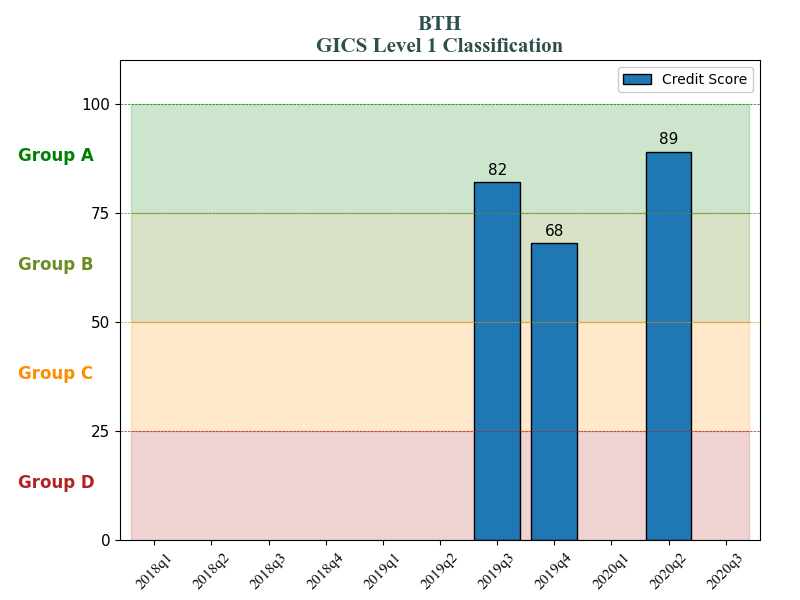 BTH
GICS Level 1 Classification
Credit Score
100
Group A
89
82
75
68
Group B
50
Group C
25
Group D
0
2018q1 2018q2 2018q3 2018q4 2019q1 2019q2 2019q3 2019q4 2020q1 2020q2 2020q3